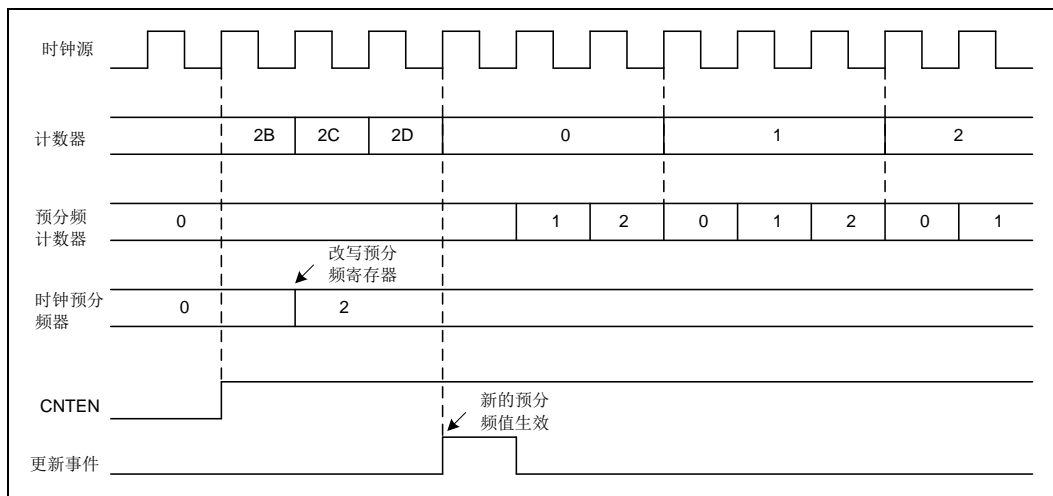 时钟源
计数器
2B 2C 2D 0 1 2
预分频
计数器
0 1 2 0 1 2 0 1
改写预分
频寄存器
时钟预分
频器
0 2
CNTEN
新的预分
频值生效
更新事件